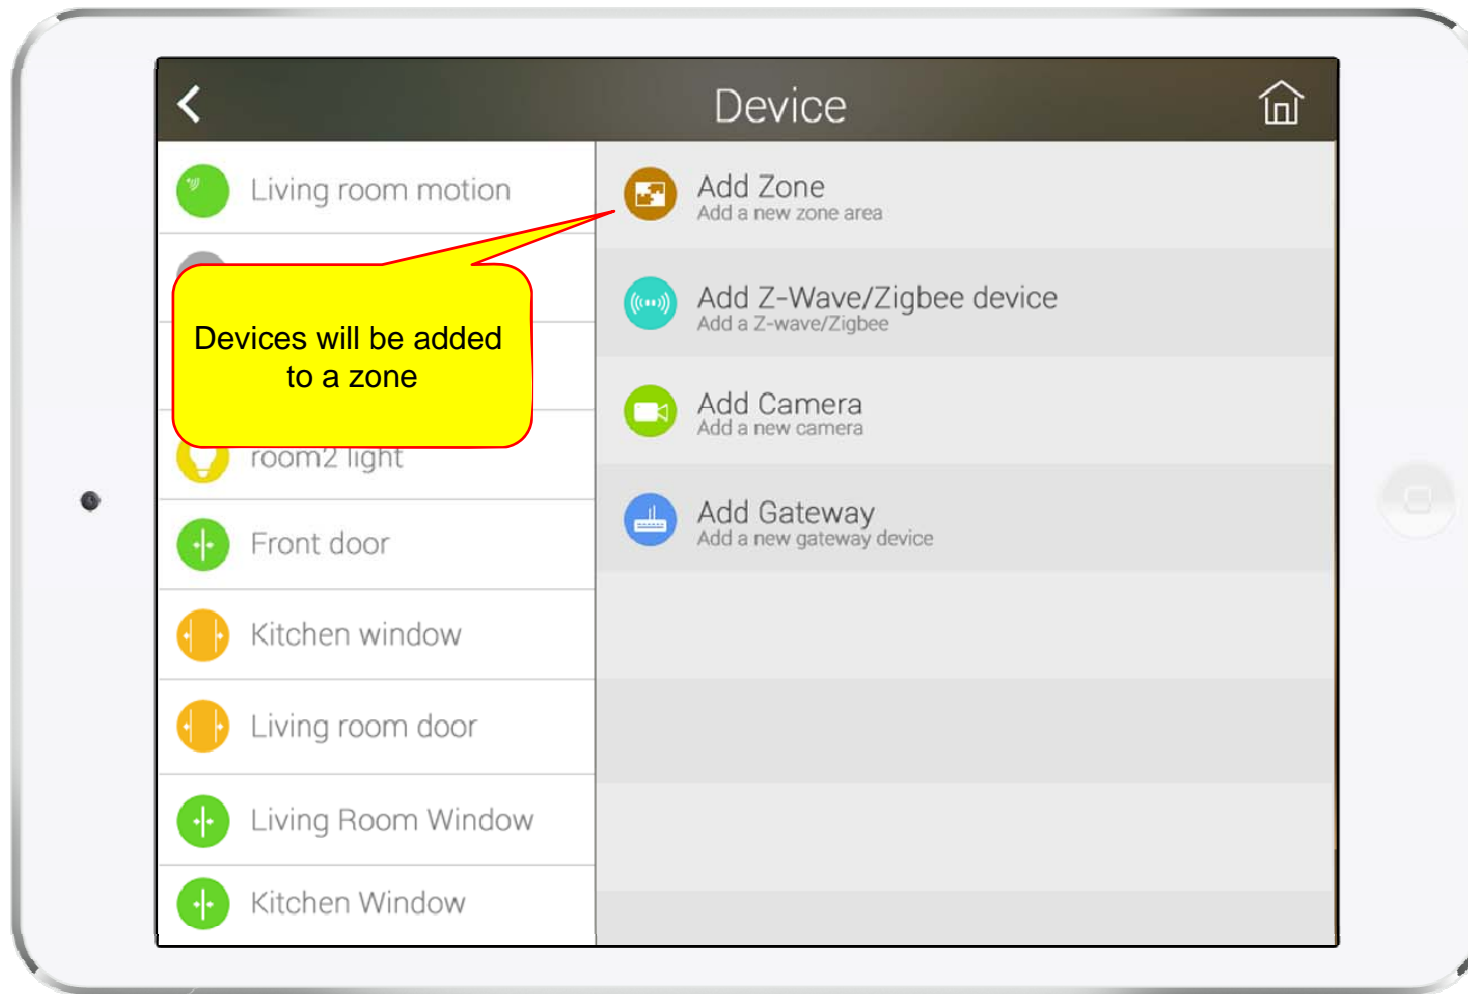 Device
Living room motion
Devices will be added
to a zone
room2 light
Front door
Kitchen window
Living room door
Living Room Window
Kitchen Window
Add Zone
Add a new zone area
Add Z-Wave/Zigbee device
Add a Z-wave/Zigbee
Add Camera
Add a new camera
Add Gateway
Add a new gateway device